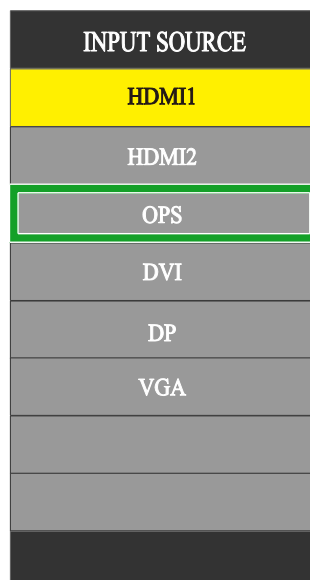 INPUT SOURCE
HDMI1
HDMI2
OPS
DVI
DP
VGA